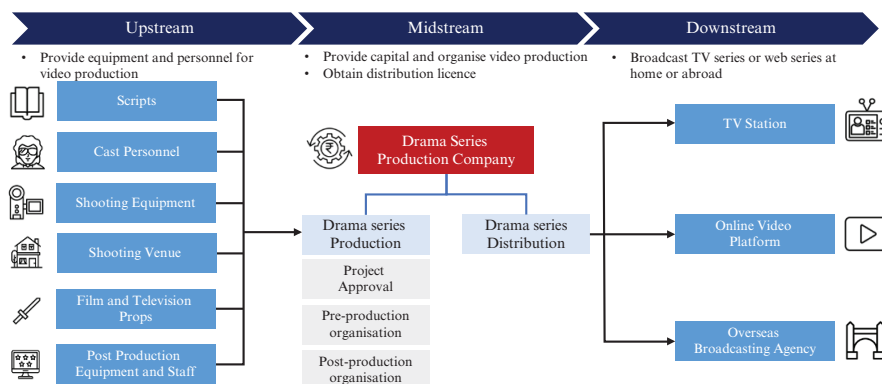 Upstream
Midstream
Downstream
• Provide equipment and personnel for
video production
• Provide capital and organise video production
• Obtain distribution licence
• Broadcast TV series or web series at
home or abroad
Scripts
Cast Personnel
Shooting Equipment
Shooting Venue
Film and Television
Props
Post Production
Equipment and Staff
₹
Drama Series
Production Company
Drama series
Production
Drama series
Distribution
Project
Approval
Pre-production
organisation
Post-production
organisation
TV Station
Online Video
Platform
Overseas
Broadcasting Agency